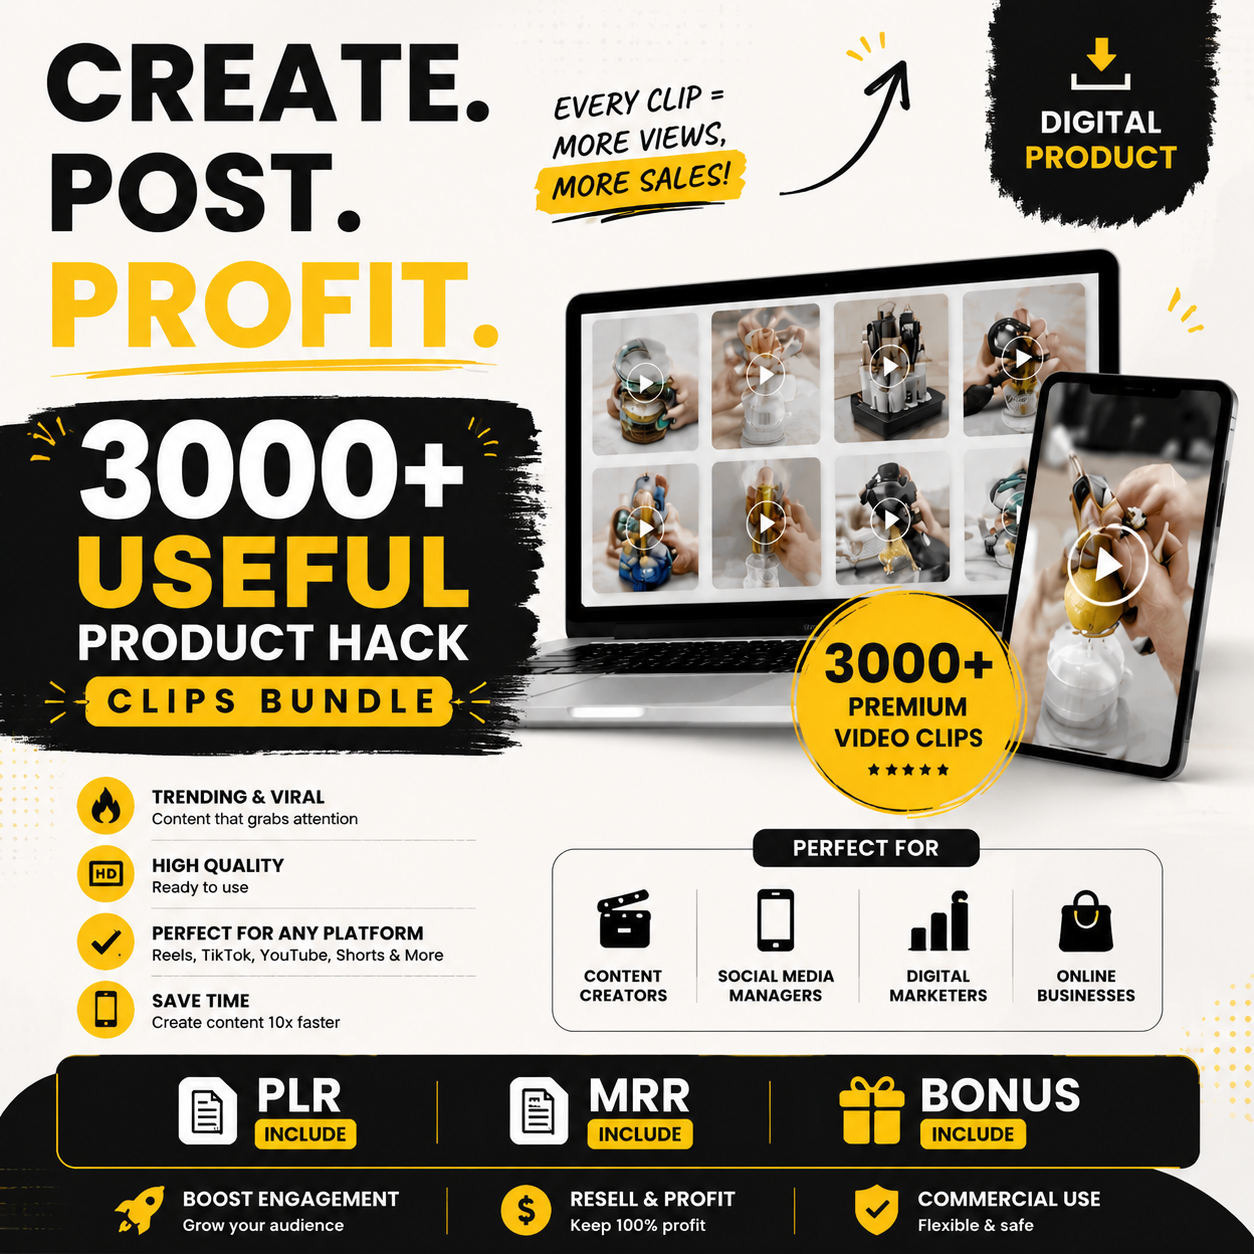 CREATE.
POST.
PROFIT.
EVERY CLIP =
MORE VIEWS,
MORE SALES!
DIGITAL
PRODUCT
3000+
USEFUL
PRODUCT HACK
CLIPS BUNDLE
3000+
PREMIUM
VIDEO CLIPS
TRENDING & VIRAL
Content that grabs attention
HD
HIGH QUALITY
Ready to use
PERFECT FOR ANY PLATFORM
Reels, TikTok, YouTube, Shorts & More
SAVE TIME
Create content 10x faster
PERFECT FOR
CONTENT
CREATORS
SOCIAL MEDIA
MANAGERS
DIGITAL
MARKETERS
ONLINE
BUSINESSES
PLR
INCLUDE
MRR
INCLUDE
BONUS
INCLUDE
BOOST ENGAGEMENT
Grow your audience
$
RESELL & PROFIT
Keep 100% profit
COMMERCIAL USE
Flexible & safe